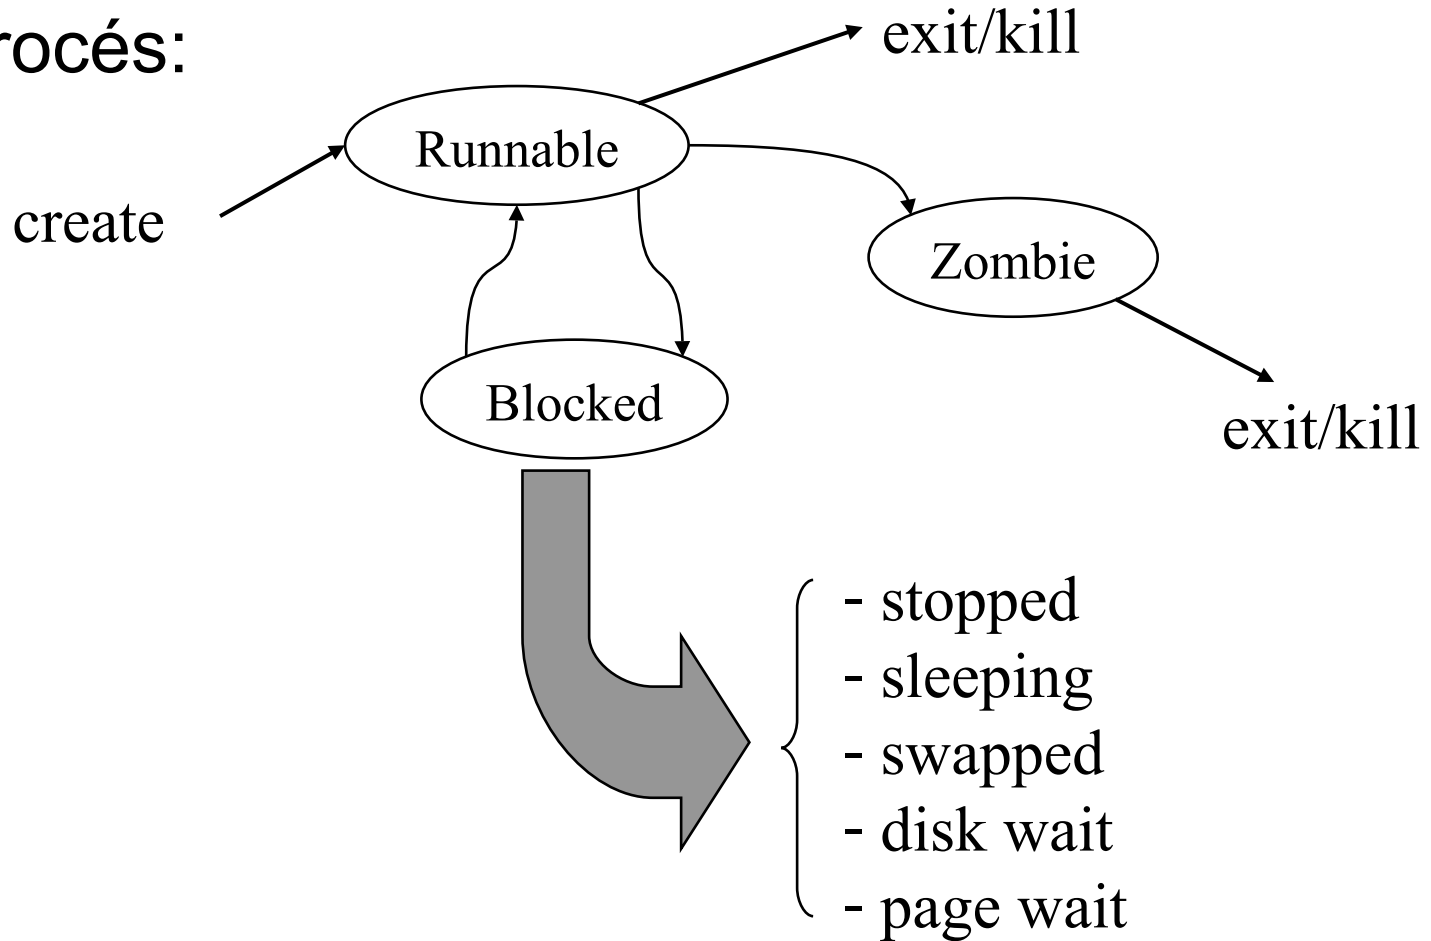 rocés:
exit/kill
Runnable
create
Zombie
Blocked
exit/kill
- stopped
- sleeping
- swapped
- disk wait
- page wait